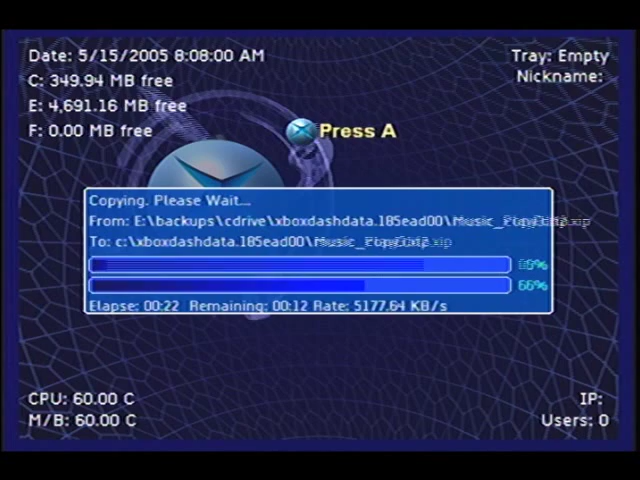 Date: 5/15/2005 8:08:00 AM
Tray: Empty
C: 349.94 MB free
Nickname:
E: 4,691.16 MB free
F: 0.00 MB free
Press A
Copying. Please Wait...
From: E:\backups\cdrive\xboxdashdata.185ead00\
To: c:\xboxdashdata.185ead00\
66%
Elapse: 00:22 Remaining: 00:12 Rate: 5177.64 KB/s
CPU: 60.00 C
IP:
M/B: 60.00 C
Users: 0